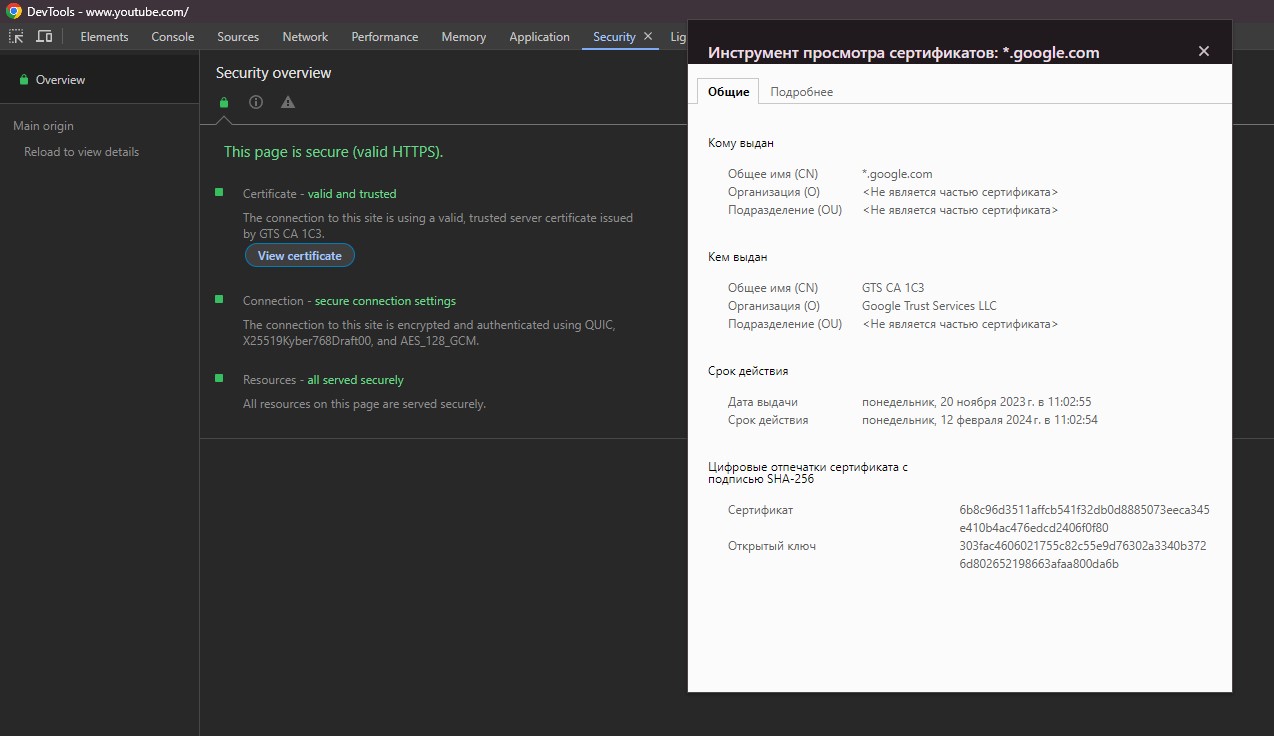 DevTools - www.youtube.com/
Elements Console Sources Network Performance Memory Application Security Lig
Overview
Main origin
Reload to view details
Security overview
This page is secure (valid HTTPS).
Certificate - valid and trusted
The connection to this site is using a valid, trusted server certificate issued
by GTS CA 1C3.
View certificate
Connection - secure connection settings
The connection to this site is encrypted and authenticated using QUIC,
X25519Kyber768Draft00, and AES_128_GCM.
Resources - all served securely
All resources on this page are served securely.
Инструмент просмотра сертификатов: *.google.com
Общие Подробнее
Кому выдан
Общее имя (CN) *.google.com
Организация (O) <Не является частью сертификата>
Подразделение (OU) <Не является частью сертификата>
Кем выдан
Общее имя (CN) GTS CA 1C3
Организация (O) Google Trust Services LLC
Подразделение (OU) <Не является частью сертификата>
Срок действия
Дата выдачи понедельник, 20 ноября 2023 г. в 11:02:55
Срок действия понедельник, 12 февраля 2024 г. в 11:02:54
Цифровые отпечатки сертификата с
подписью SHA-256
Сертификат 6b8c96d3511affcb541f32db0d8885073eeca345
e410b4ac476edcd2406f0f80
Открытый ключ 303fac4606021755c82c55e9d76302a3340b372
6d802652198663afaa800da6b